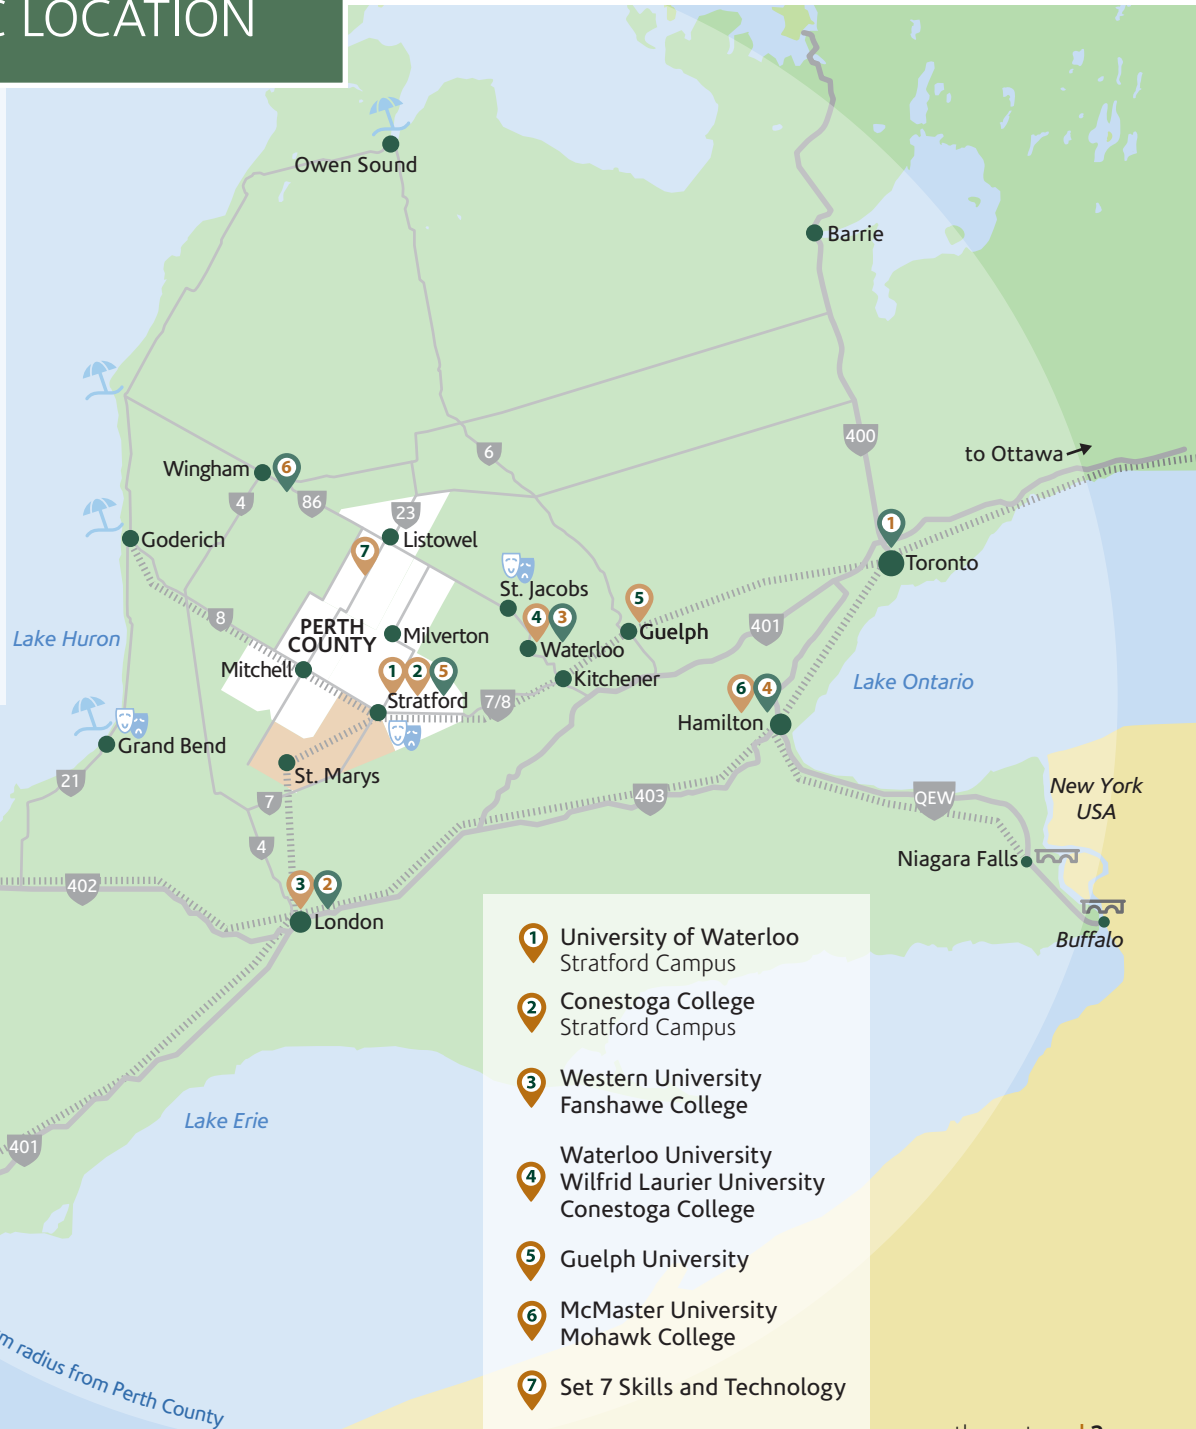 LOCATION
Owen Sound
Barrie
6
400
to Ottawa
Wingham
6
4
86
23
Goderich
Listowel
7
1
Toronto
St. Jacobs
5
Lake Huron
8
PERTH
COUNTY
Milverton
4
3
Waterloo
Guelph
401
Mitchell
1
2
5
Kitchener
Stratford
7/8
6
4
Hamilton
Lake Ontario
Grand Bend
21
St. Marys
7
403
QEW
New York
USA
4
Niagara Falls
402
3
2
London
Buffalo
1
University of Waterloo
Stratford Campus
2
Conestoga College
Stratford Campus
3
Western University
Fanshawe College
Lake Erie
401
4
Waterloo University
Wilfrid Laurier University
Conestoga College
5
Guelph University
6
McMaster University
Mohawk College
7
Set 7 Skills and Technology
m radius from Perth County